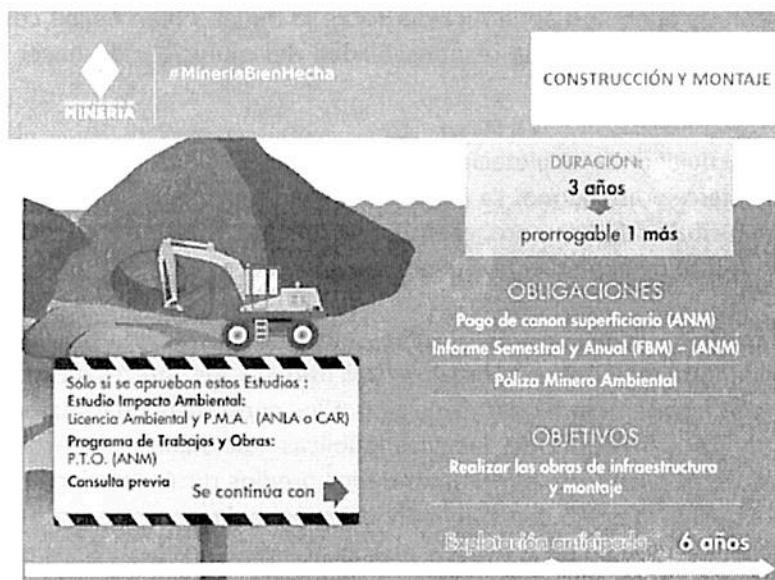 #MineríaBienHecha
MINERÍA
CONSTRUCCIÓN Y MONTAJE
DURACIÓN:
3 años
prorrogable 1 más
OBLIGACIONES
Pago de canon superficiario (ANM)
Informe Semestral y Anual (FBM) – (ANM)
Póliza Minero Ambiental
OBJETIVOS
Realizar las obras de infraestructura
y montaje
Explotación anticipada 6 años
Solo si se aprueban estos Estudios :
Estudio Impacto Ambiental:
Licencia Ambiental y P.M.A. (ANLA o CAR)
Programa de Trabajos y Obras:
P.T.O. (ANM)
Consulta previa
Se continúa con